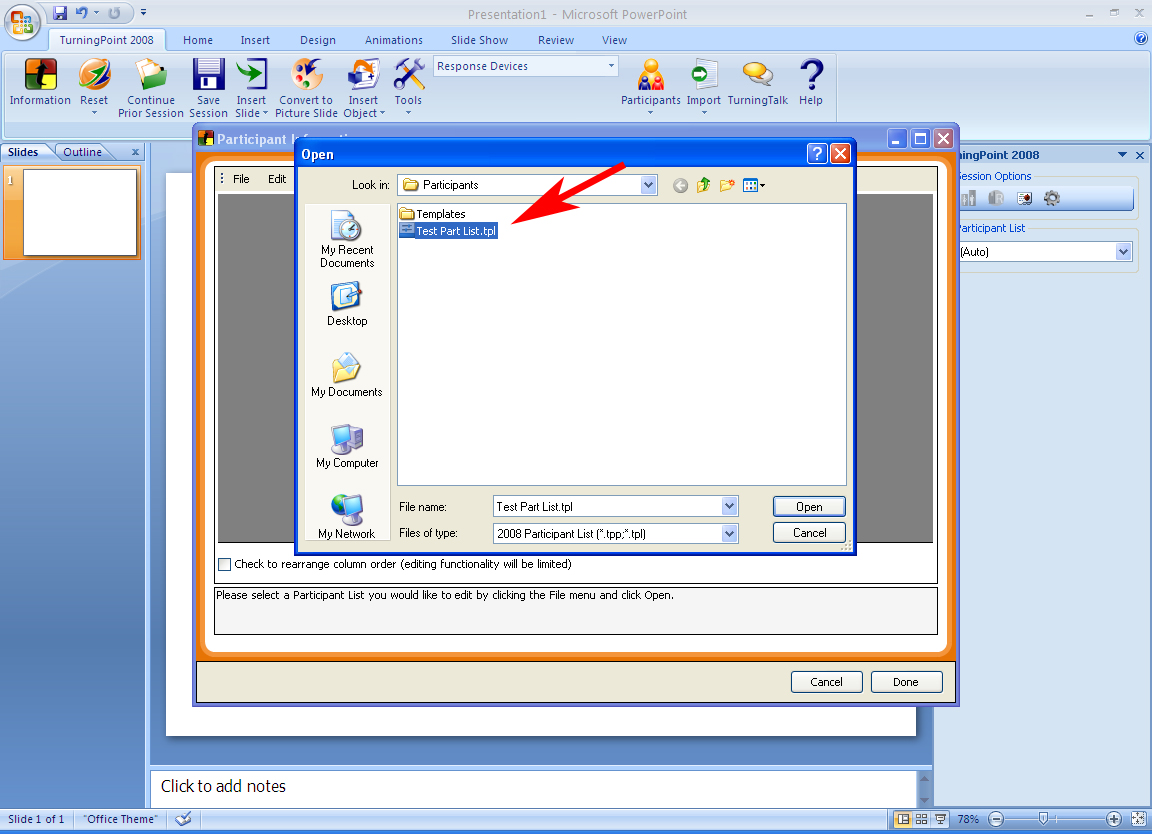 Presentation1 - Microsoft PowerPoint
TurningPoint 2008 Home Insert Design Animations Slide Show Review View
Information
Reset
Continue
Prior Session
Save
Session
Insert
Slide
Convert to
Picture Slide
Insert
Object
Tools
Response Devices
Participants
Import
TurningTalk
Help
Slides Outline x
1
Participant
Open
File Edit
Look in: Participants
Templates
Test Part List.tpl
My Recent
Documents
Desktop
My Documents
My Computer
My Network
File name: Test Part List.tpl Open
Files of type: 2008 Participant List (*.tpp;*.tpl) Cancel
Check to rearrange column order (editing functionality will be limited)
Please select a Participant List you would like to edit by clicking the File menu and click Open.
Cancel Done
ningPoint 2008
Session Options
Participant List
(Auto)
Click to add notes
Slide 1 of 1 "Office Theme" 78%